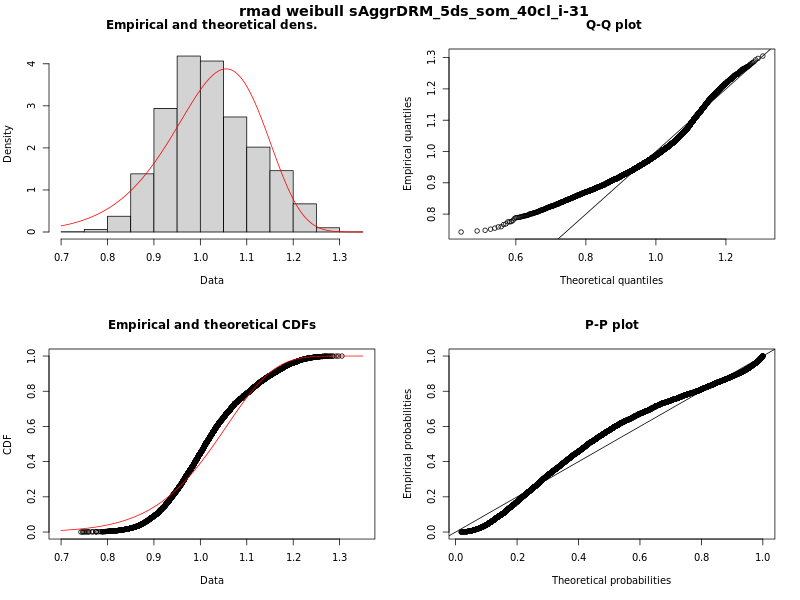 rmad weibull sAggrDRM_5ds_som_40cl_i-31
Empirical and theoretical dens.
Density
0 1 2 3 4
0.7 0.8 0.9 1.0 1.1 1.2 1.3
Data
Q-Q plot
Empirical quantiles
0.8 0.9 1.0 1.1 1.2 1.3
0.6 0.8 1.0 1.2
Theoretical quantiles
Empirical and theoretical CDFs
CDF
0.0 0.2 0.4 0.6 0.8 1.0
0.7 0.8 0.9 1.0 1.1 1.2 1.3
Data
P-P plot
Empirical probabilities
0.0 0.2 0.4 0.6 0.8 1.0
0.0 0.2 0.4 0.6 0.8 1.0
Theoretical probabilities